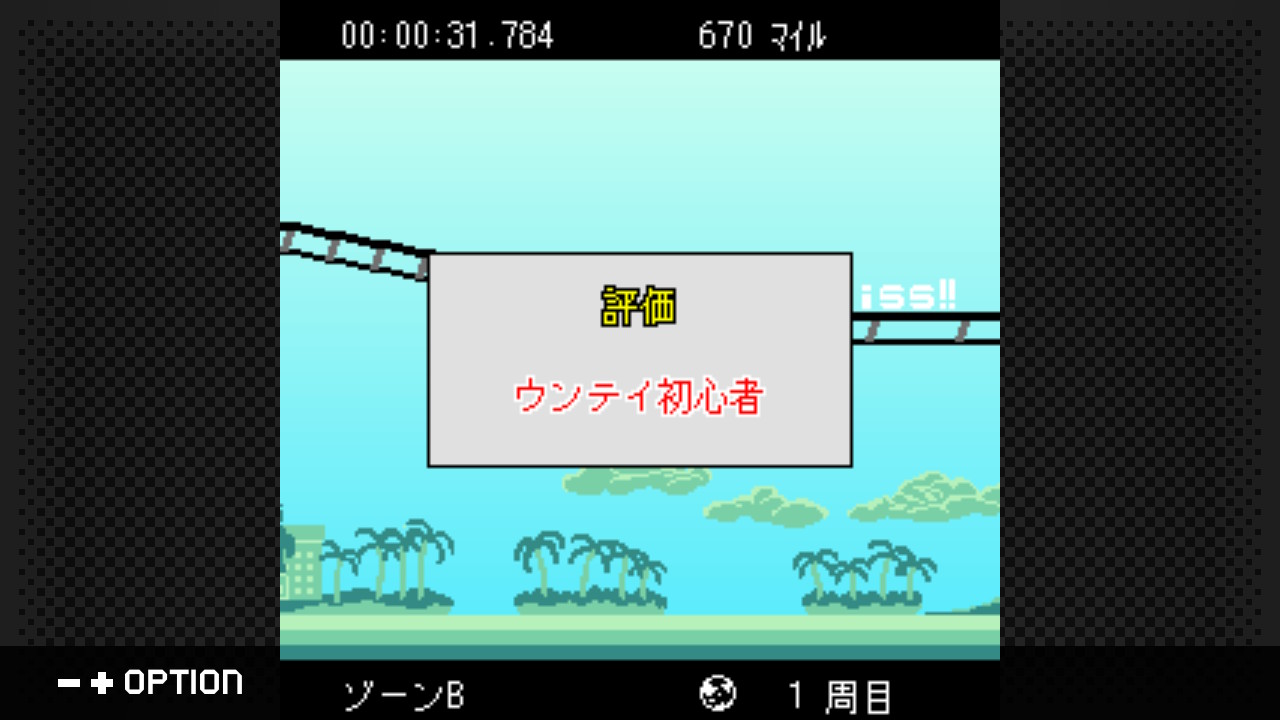 00:00:31.784 670 マイル
評価
iss!!
ウンテイ初心者
-+ OPTION
ゾーンB 1 周目